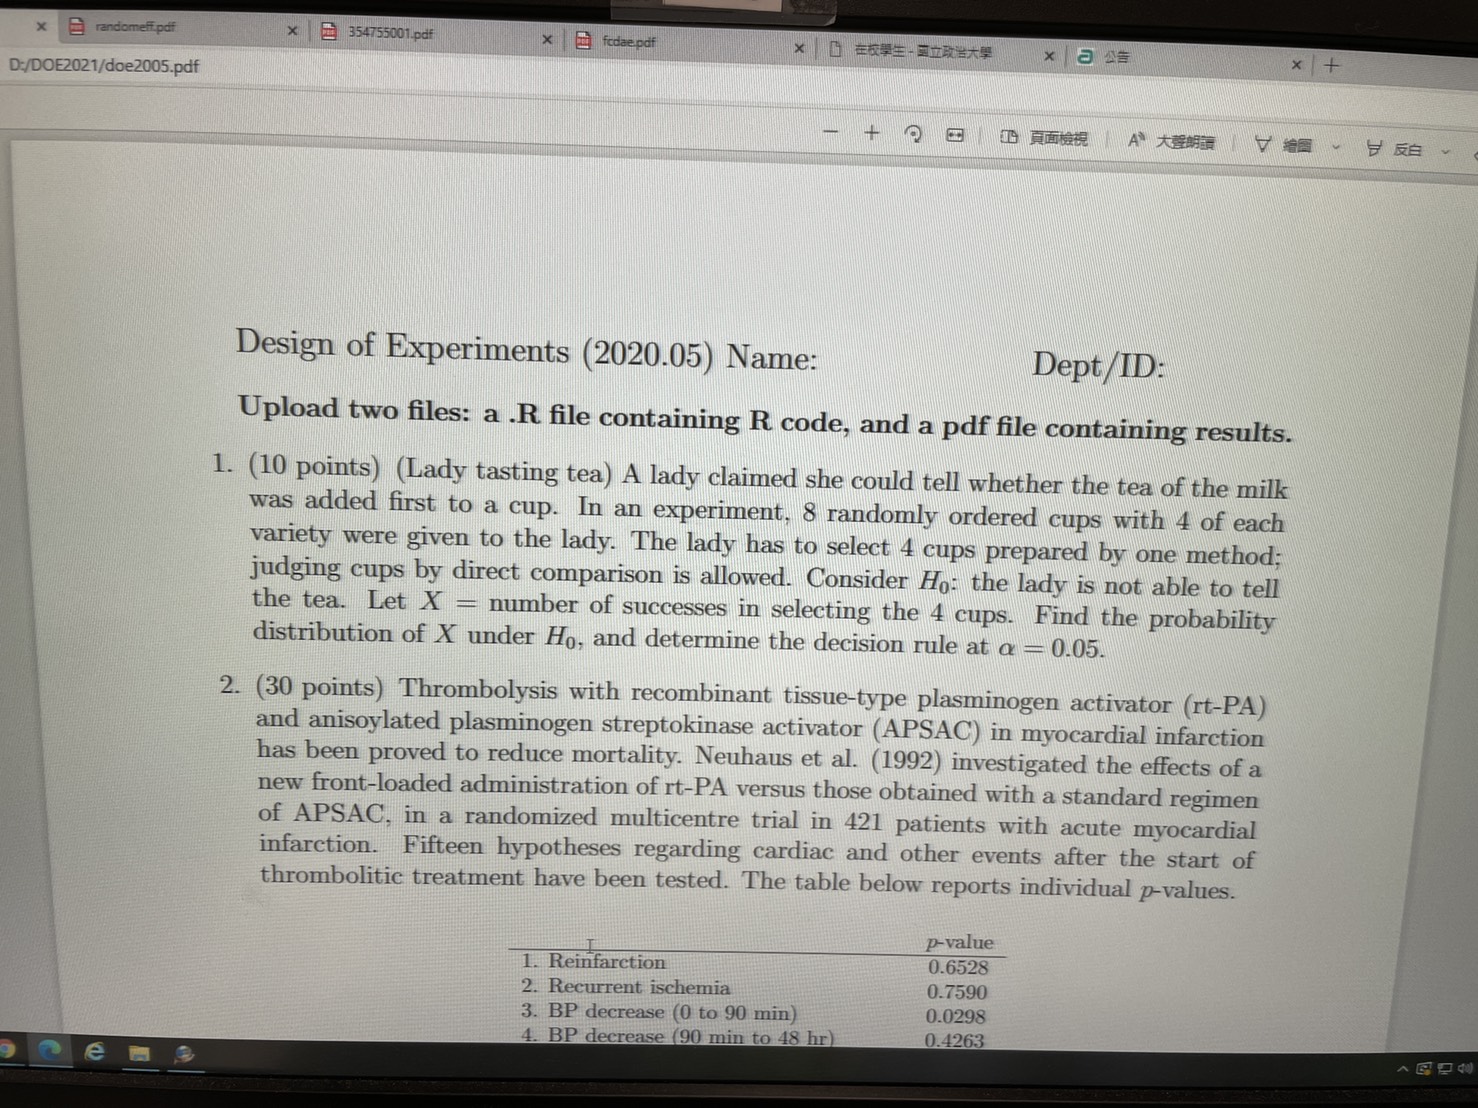 randomeff.pdf
354755001.pdf
fcdae.pdf
在校學生 - 國立政治大學
公告
D:/DOE2021/doe2005.pdf
頁面檢視
大聲朗讀
繪圖
反白
Design of Experiments (2020.05) Name: Dept/ID:
Upload two files: a .R file containing R code, and a pdf file containing results.
1. (10 points) (Lady tasting tea) A lady claimed she could tell whether the tea of the milk
was added first to a cup. In an experiment, 8 randomly ordered cups with 4 of each
variety were given to the lady. The lady has to select 4 cups prepared by one method;
judging cups by direct comparison is allowed. Consider H0: the lady is not able to tell
the tea. Let X = number of successes in selecting the 4 cups. Find the probability
distribution of X under H0, and determine the decision rule at α = 0.05.
2. (30 points) Thrombolysis with recombinant tissue-type plasminogen activator (rt-PA)
and anisoylated plasminogen streptokinase activator (APSAC) in myocardial infarction
has been proved to reduce mortality. Neuhaus et al. (1992) investigated the effects of a
new front-loaded administration of rt-PA versus those obtained with a standard regimen
of APSAC, in a randomized multicentre trial in 421 patients with acute myocardial
infarction. Fifteen hypotheses regarding cardiac and other events after the start of
thrombolitic treatment have been tested. The table below reports individual p-values.
p-value
1. Reinfarction 0.6528
2. Recurrent ischemia 0.7590
3. BP decrease (0 to 90 min) 0.0298
4. BP decrease (90 min to 48 hr) 0.4263